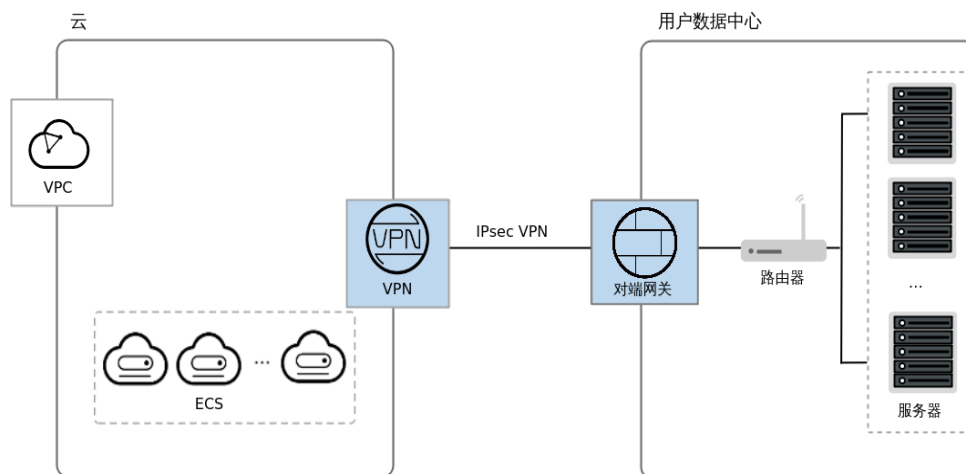 云
用户数据中心
VPC
VPN
VPN
IPsec VPN
对端网关
路由器
...
ECS
...
服务器